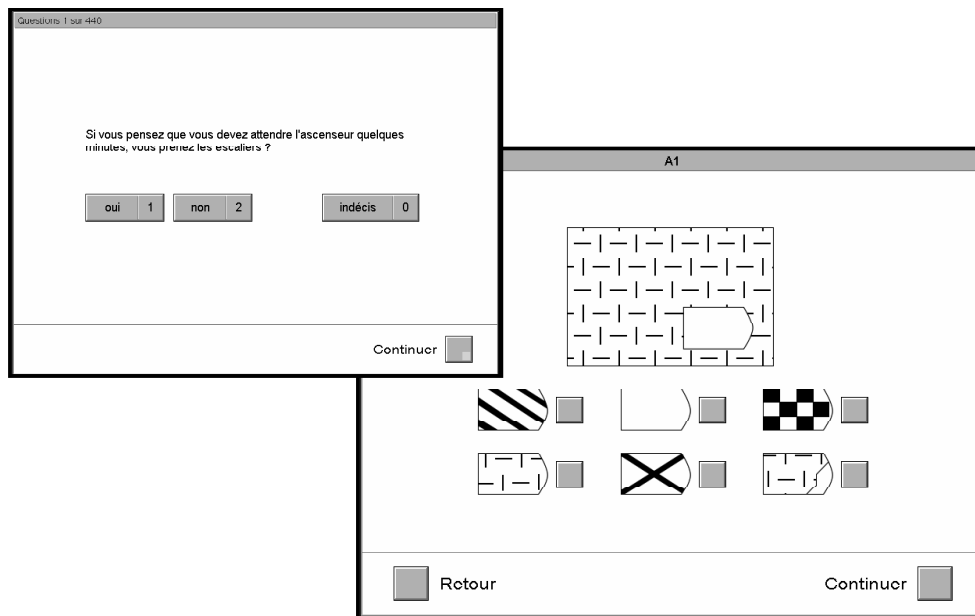 Questions 1 sur 440
Si vous pensez que vous devez attendre l'ascenseur quelques
minutes, vous prenez les escaliers ?
oui 1 non 2 indécis 0
Continuer
A1
Retour Continuer